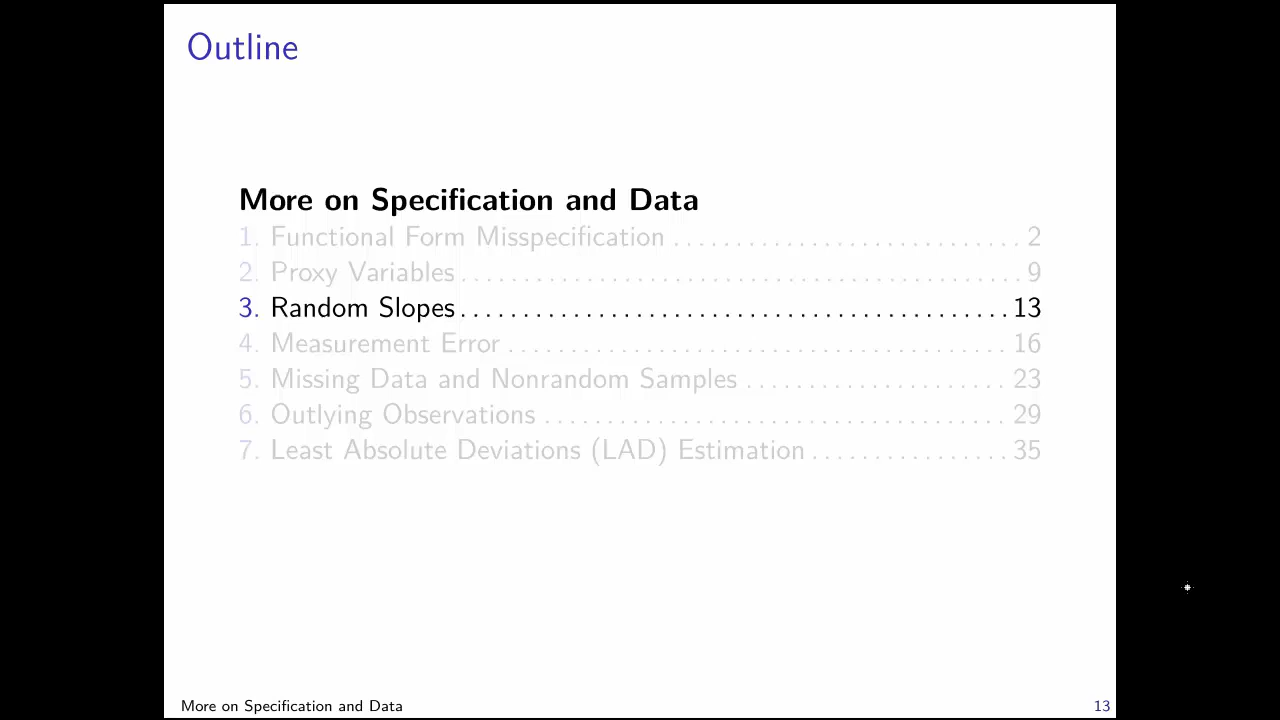 Outline
More on Specification and Data
1. Functional Form Misspecification ............................ 2
2. Proxy Variables ............................................. 9
3. Random Slopes ............................................ 13
4. Measurement Error ........................................ 16
5. Missing Data and Nonrandom Samples ..................... 23
6. Outlying Observations ..................................... 29
7. Least Absolute Deviations (LAD) Estimation ................ 35
More on Specification and Data 13